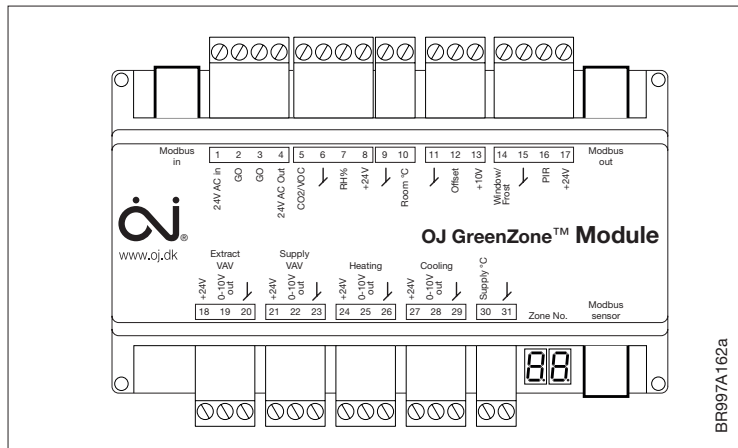 Modbus in
1 2 3 4 5 6 7 8 9 10 11 12 13 14 15 16 17
Modbus out
24V AC in
GO
GO
24V AC Out
CO2/VOC
RH%
+24V
Room °C
Offset
+10V
Window/
Frost
PIR
+24V
oj®
www.oj.dk
OJ GreenZone™ Module
Extract
VAV
Supply
VAV
Heating
Cooling
+24V
0-10V
out
+24V
0-10V
out
+24V
0-10V
out
+24V
0-10V
out
Supply °C
18 19 20 21 22 23 24 25 26 27 28 29 30 31
Zone No.
Modbus
sensor
8.8.
BR997A162a